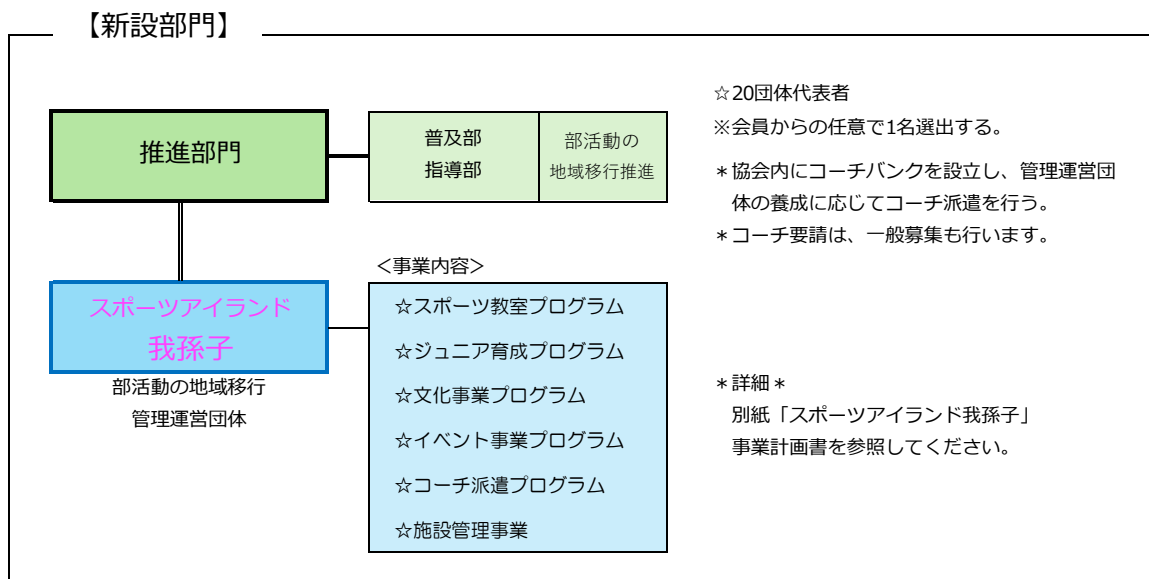 【新設部門】
推進部門
普及部
指導部
部活動の
地域移行推進
☆20団体代表者
※会員からの任意で1名選出する。
＊協会内にコーチバンクを設立し、管理運営団
体の養成に応じてコーチ派遣を行う。
＊コーチ要請は、一般募集も行います。
スポーツアイランド
我孫子
部活動の地域移行
管理運営団体
＜事業内容＞
☆スポーツ教室プログラム
☆ジュニア育成プログラム
☆文化事業プログラム
☆イベント事業プログラム
☆コーチ派遣プログラム
☆施設管理事業
＊詳細＊
別紙「スポーツアイランド我孫子」
事業計画書を参照してください。